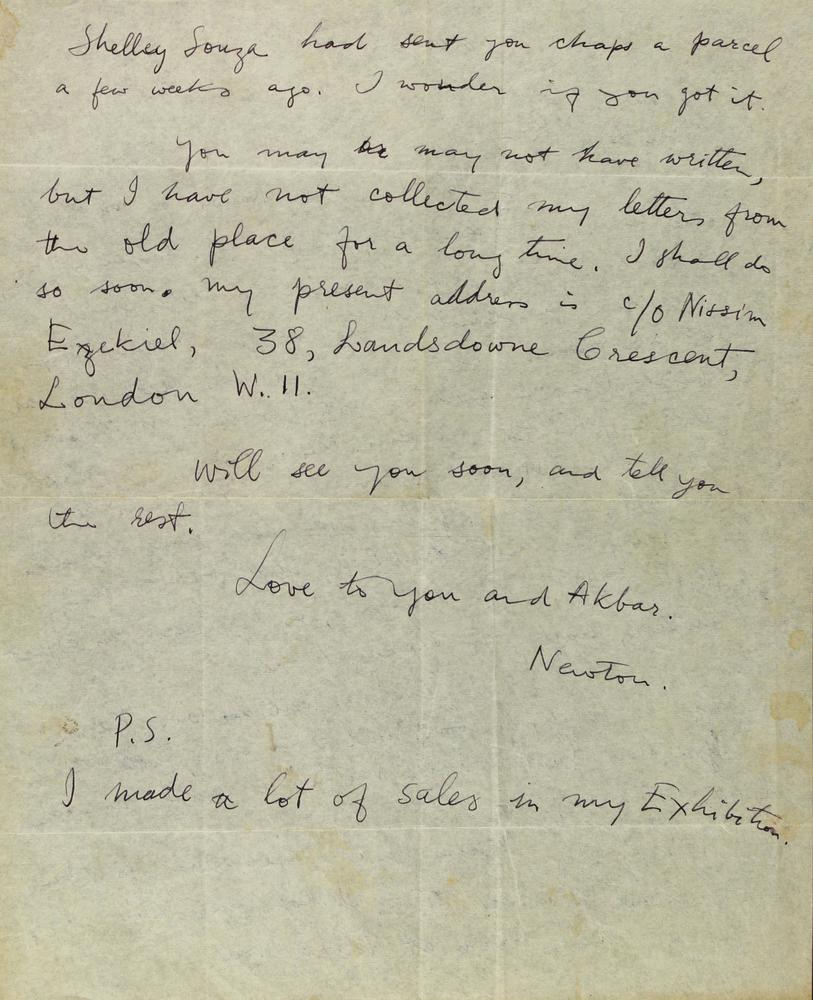 Shelley Souza had sent you chaps a parcel
a few weeks ago. I wonder if you got it.
You may or may not have written,
but I have not collected my letters from
the old place for a long time. I shall do
so soon. My present address is c/o Nissim
Ezekiel, 38, Landsdowne Crescent,
London W. 11.
Will see you soon, and tell you
the rest.
Love to you and Akbar.
Newton.
P.S.
I made a lot of sales in my Exhibition.